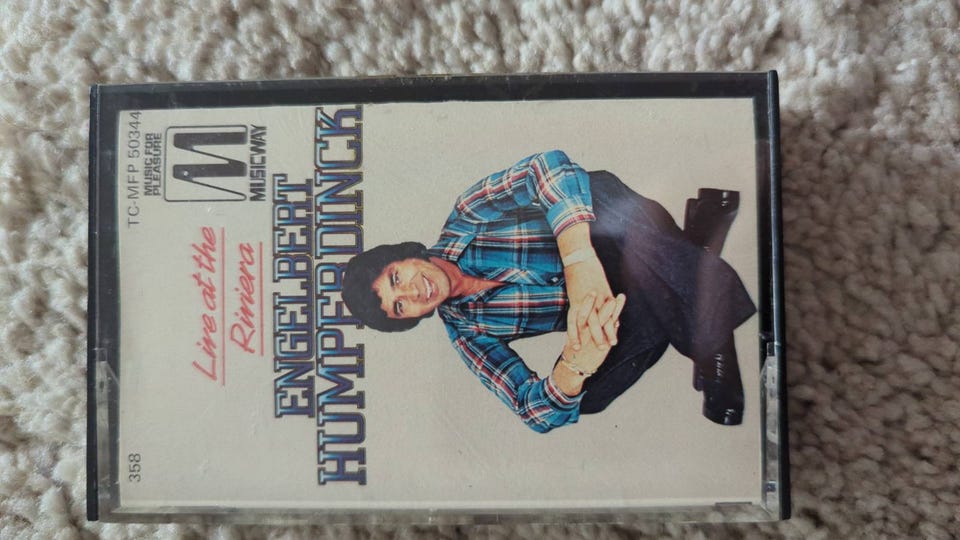 358
TC-MFP 50344
MUSIC FOR
PLEASURE
M
MUSICWAY
Live at the
Riviera
ENGELBERT
HUMPERDINCK